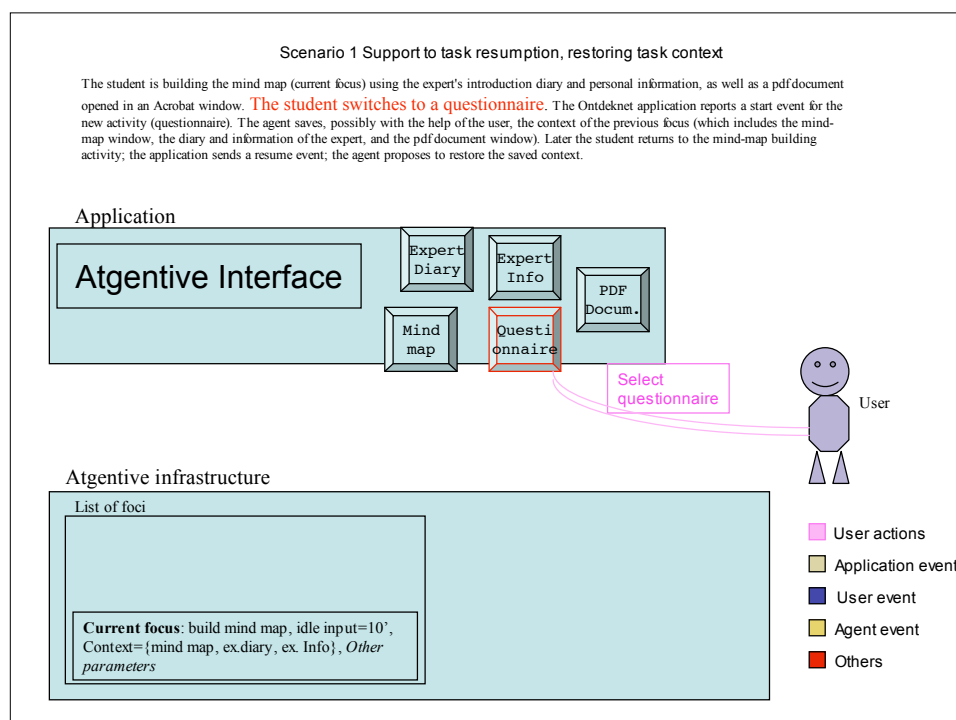 Scenario 1 Support to task resumption, restoring task context
The student is building the mind map (current focus) using the expert's introduction diary and personal information, as well as a pdf document
opened in an Acrobat window. The student switches to a questionnaire. The Ontdeknet application reports a start event for the
new activity (questionnaire). The agent saves, possibly with the help of the user, the context of the previous focus (which includes the mind-
map window, the diary and information of the expert, and the pdf document window). Later the student returns to the mind-map building
activity; the application sends a resume event; the agent proposes to restore the saved context.
Application
Atgentive Interface
Expert
Diary
Expert
Info
PDF
Docum.
Mind
map
Questi
onnaire
Select
questionnaire
User
Atgentive infrastructure
List of foci
Current focus: build mind map, idle input=10’,
Context={mind map, ex.diary, ex. Info}, Other
parameters
User actions
Application event
User event
Agent event
Others